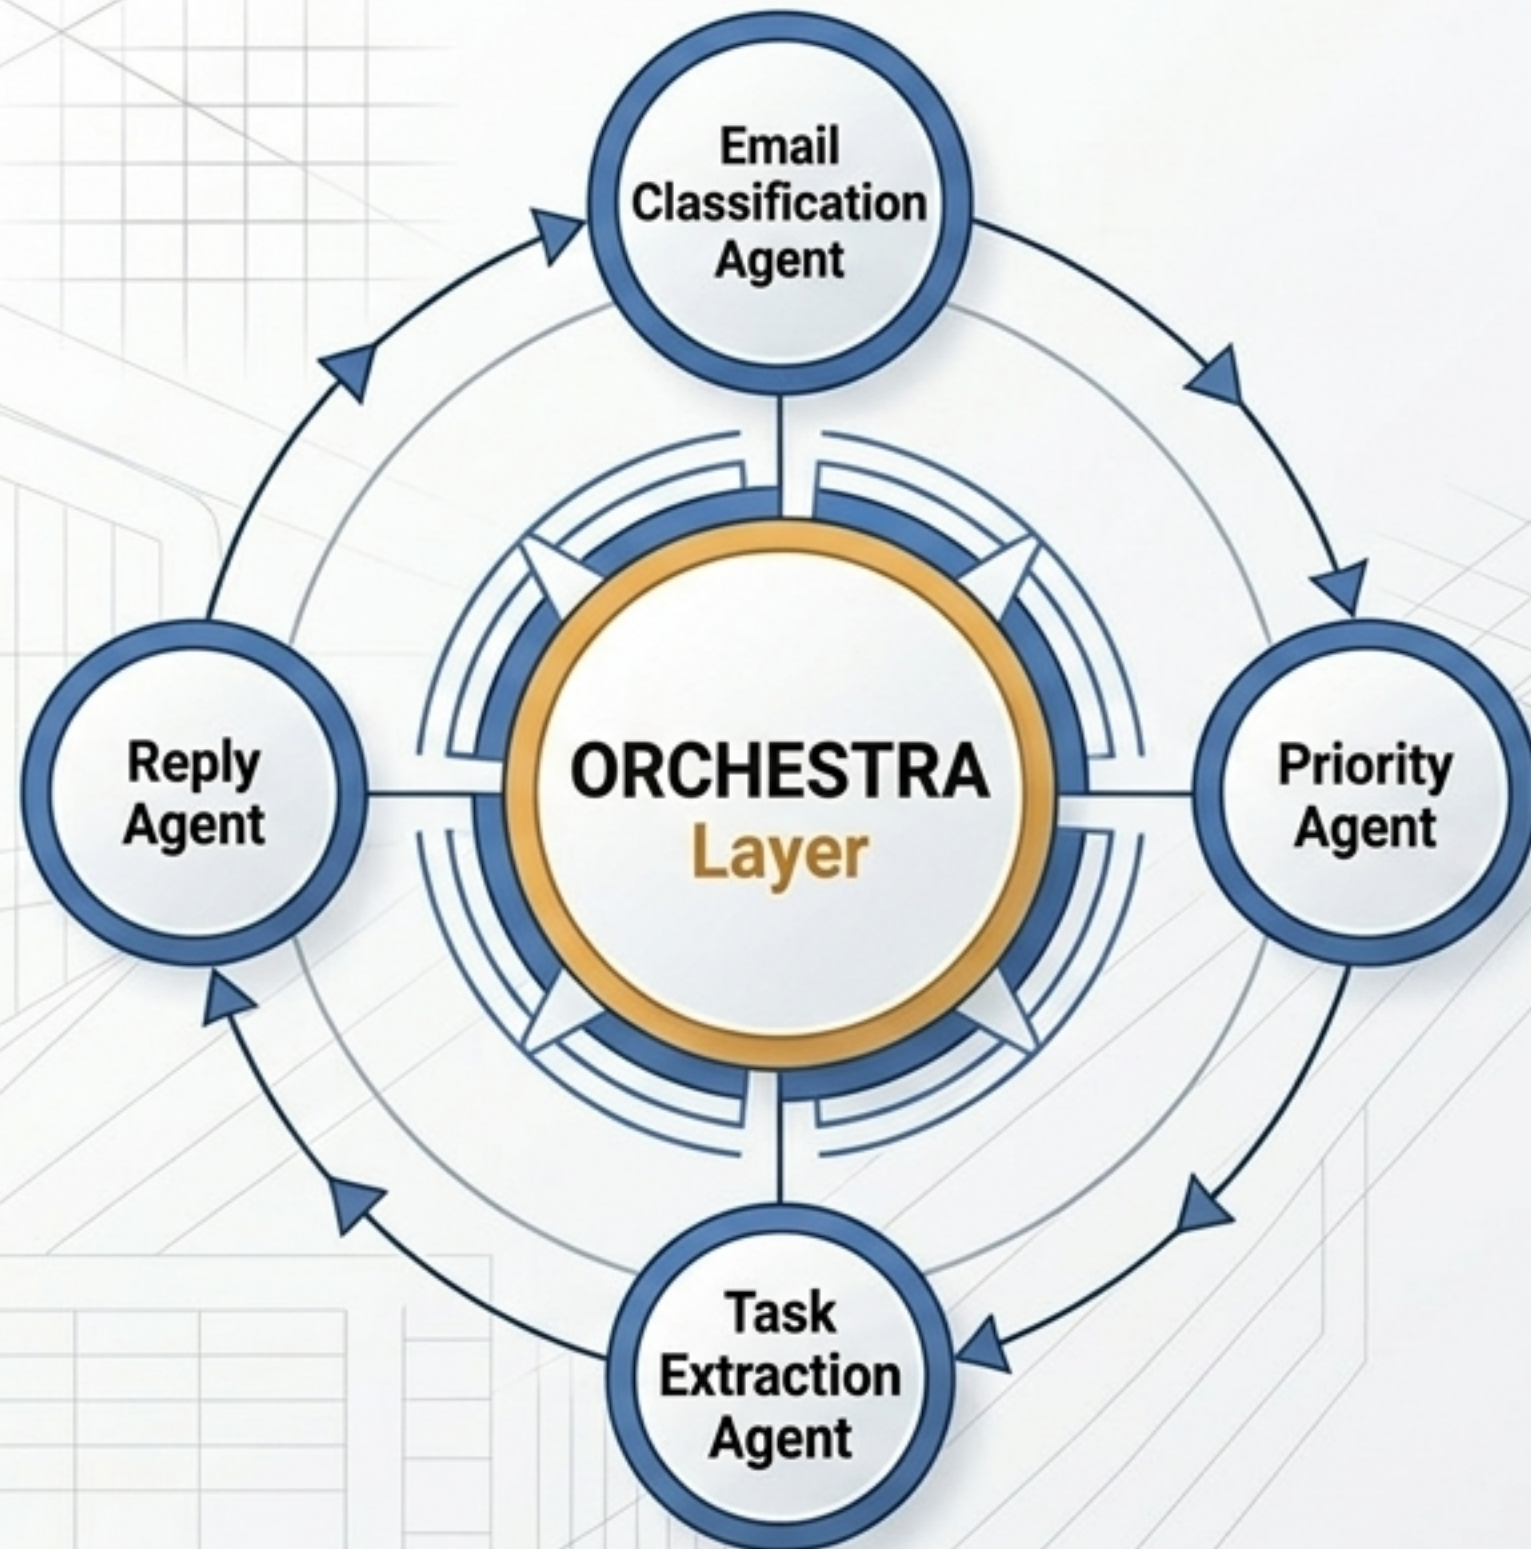 Email
Classification
Agent
Reply
Agent
ORCHESTRA
Layer
Priority
Agent
Task
Extraction
Agent